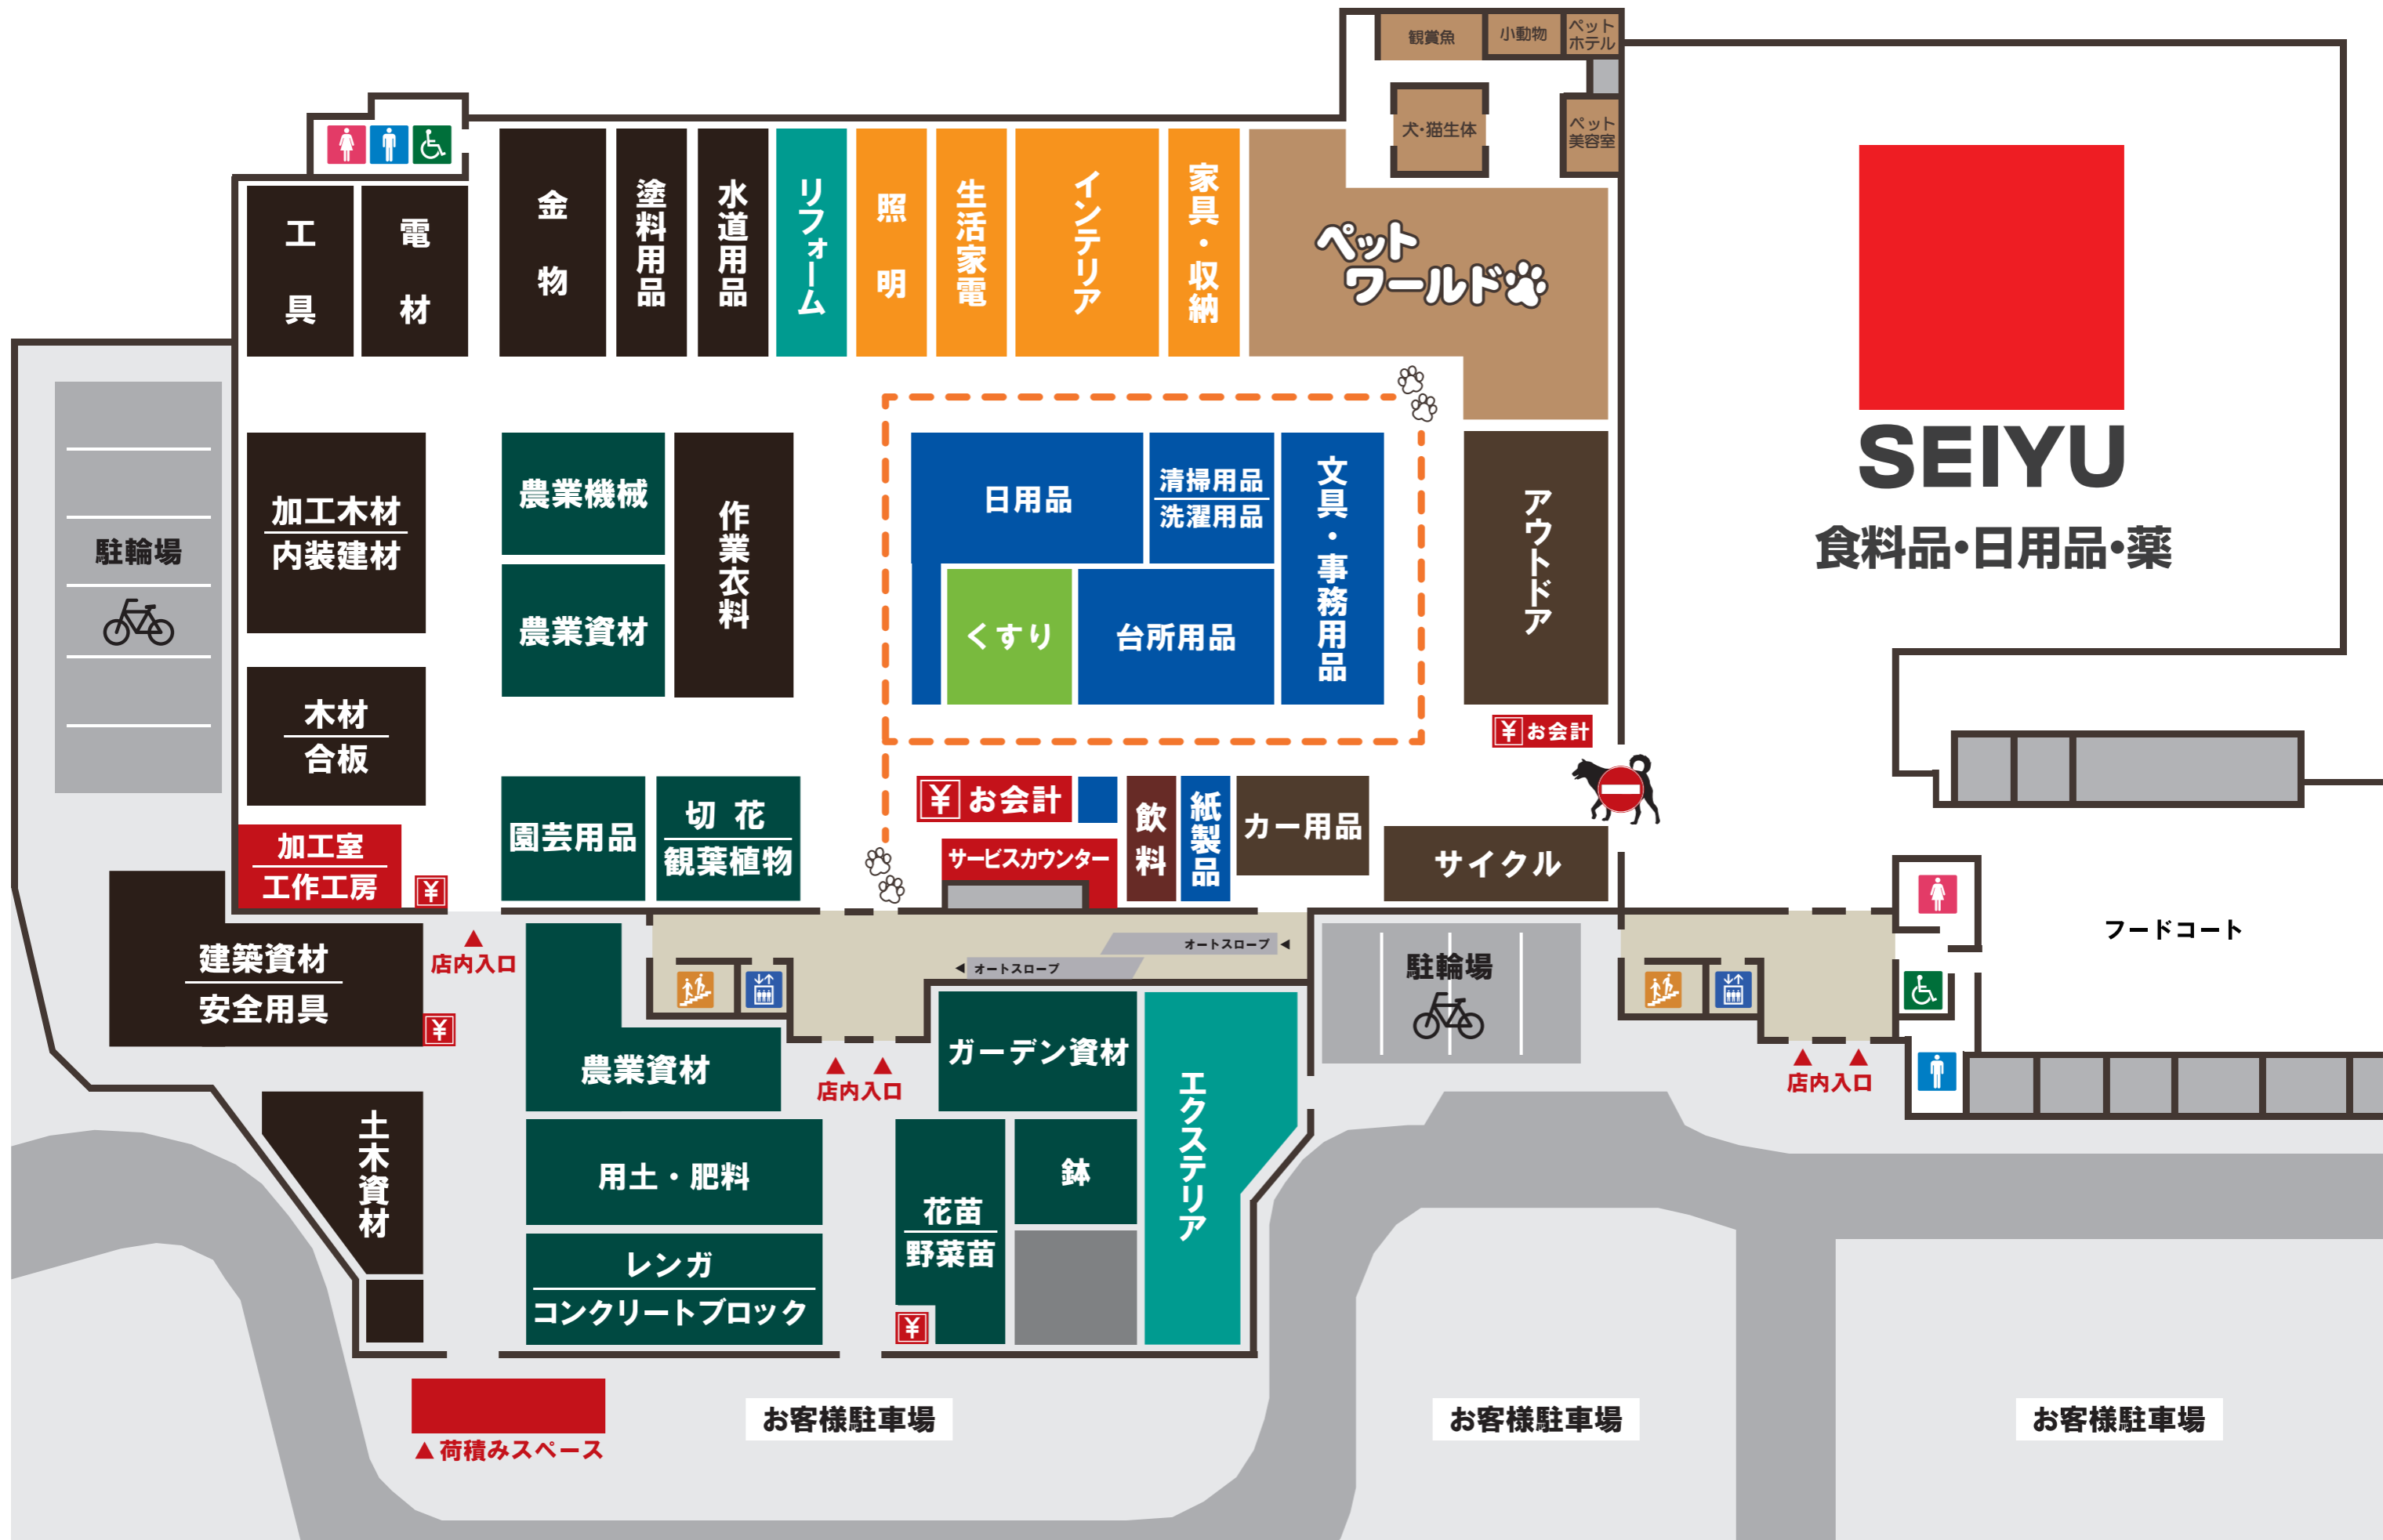 観賞魚
小動物
ペット
ホテル
犬・猫生体
ペット
美容室
工具
電材
金物
塗料用品
水道用品
リフォーム
照明
生活家電
インテリア
家具・収納
ペット
ワールド
SEIYU
食料品・日用品・薬
駐輪場
加工木材
内装建材
農業機械
農業資材
作業衣料
日用品
清掃用品
洗濯用品
文具・事務用品
くすり
台所用品
アウトドア
木材
合板
¥お会計
加工室
工作工房
¥
園芸用品
切花
観葉植物
¥お会計
サービスカウンター
飲料
紙製品
カー用品
サイクル
建築資材
安全用具
¥
店内入口
オートスロープ
オートスロープ
駐輪場
フードコート
農業資材
店内入口
ガーデン資材
エクステリア
店内入口
土木資材
用土・肥料
花苗
野菜苗
鉢
レンガ
コンクリートブロック
¥
荷積みスペース
お客様駐車場
お客様駐車場
お客様駐車場